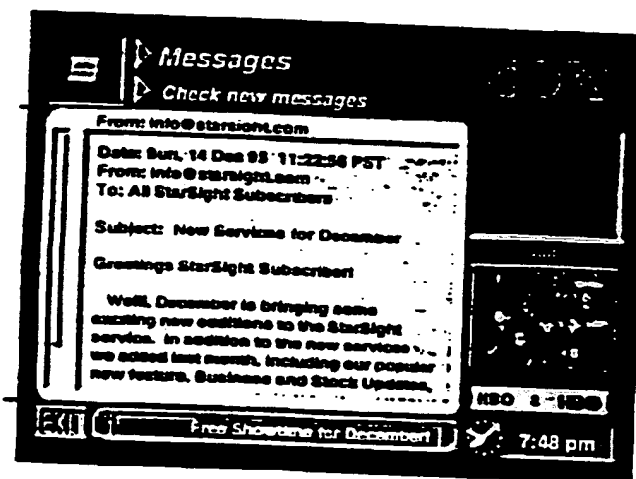 Messages
Check new messages
From: info@starsight.com
Date: Sun, 14 Dec 95 11:22:56 PST
From: info@starsight.com
To: All StarSight Subscribers
Subject: New Services for December
Greetings StarSight Subscriber!
Well, December is bringing some
exciting new additions to the StarSight
service. In addition to the new services
we added last month, including our popular
new feature, Business and Stock Updates,
HBO
EXIT
Free Showtime for December!
7:48 pm